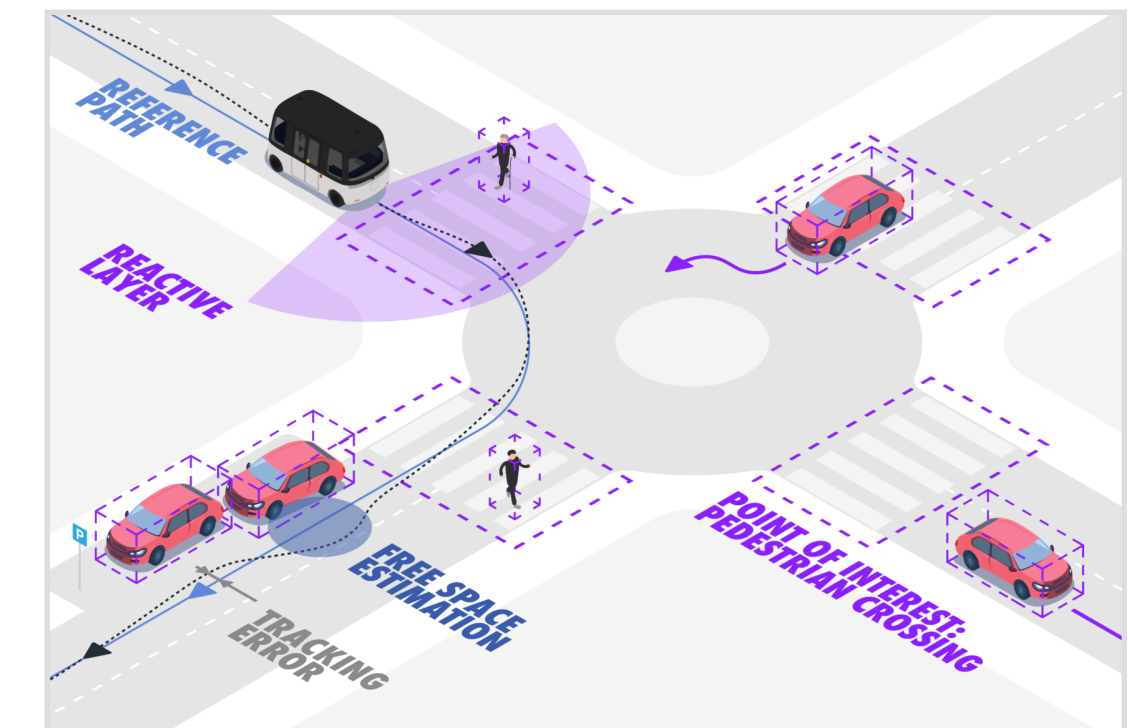 REFERENCE
PATH
REACTIVE
LAYER
P
FREE SPACE
ESTIMATION
TRACKING
ERROR
POINT OF INTEREST:
PEDESTRIAN CROSSING